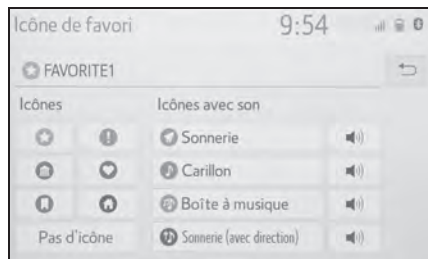 Icône de favori 9:54
FAVORITE1
Icônes Icônes avec son
Sonnerie
Carillon
Boîte à musique
Pas d'icône Sonnerie (avec direction)